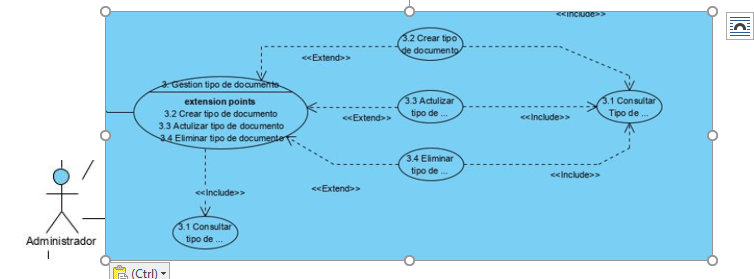 <<Include>>
3.2 Crear tipo
de documento
<<Extend>>
3. Gestion tipo de documento
extension points
3.2 Crear tipo de documento
3.3 Actulizar tipo de documento
3.4 Eliminar tipo de documento
<<Extend>>
3.3 Actulizar
tipo de ...
<<Include>>
3.1 Consultar
Tipo de ...
3.4 Eliminar
tipo de ...
<<Extend>>
<<Include>>
<<Include>>
3.1 Consultar
tipo de ...
Administrador
(Ctrl)